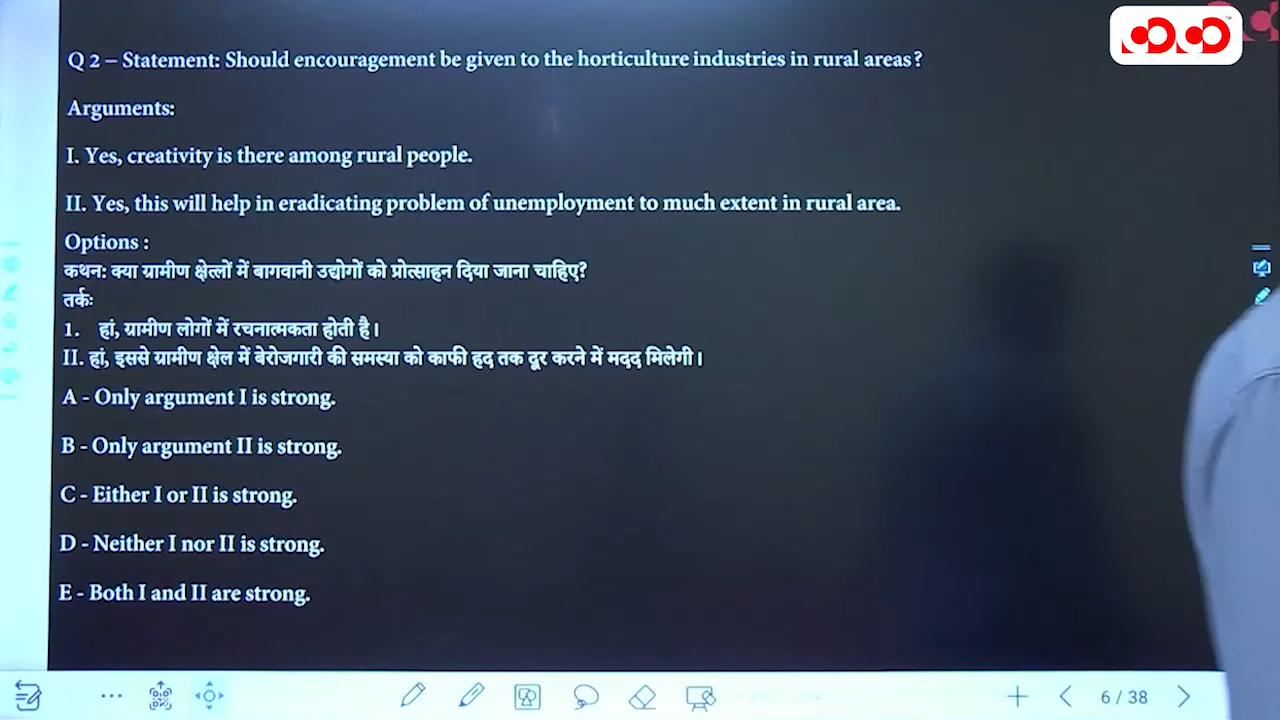 Q 2 – Statement: Should encouragement be given to the horticulture industries in rural areas?
Arguments:
I. Yes, creativity is there among rural people.
II. Yes, this will help in eradicating problem of unemployment to much extent in rural area.
Options :
कथन: क्या ग्रामीण क्षेत्लों में बागवानी उद्योगों को प्रोत्साहन दिया जाना चाहिए?
तर्कः
1. हां, ग्रामीण लोगों में रचनात्मकता होती है।
II. हां, इससे ग्रामीण क्षेल में बेरोजगारी की समस्या को काफी हद तक दूर करने में मदद मिलेगी।
A - Only argument I is strong.
B - Only argument II is strong.
C - Either I or II is strong.
D - Neither I nor II is strong.
E - Both I and II are strong.
6 / 38